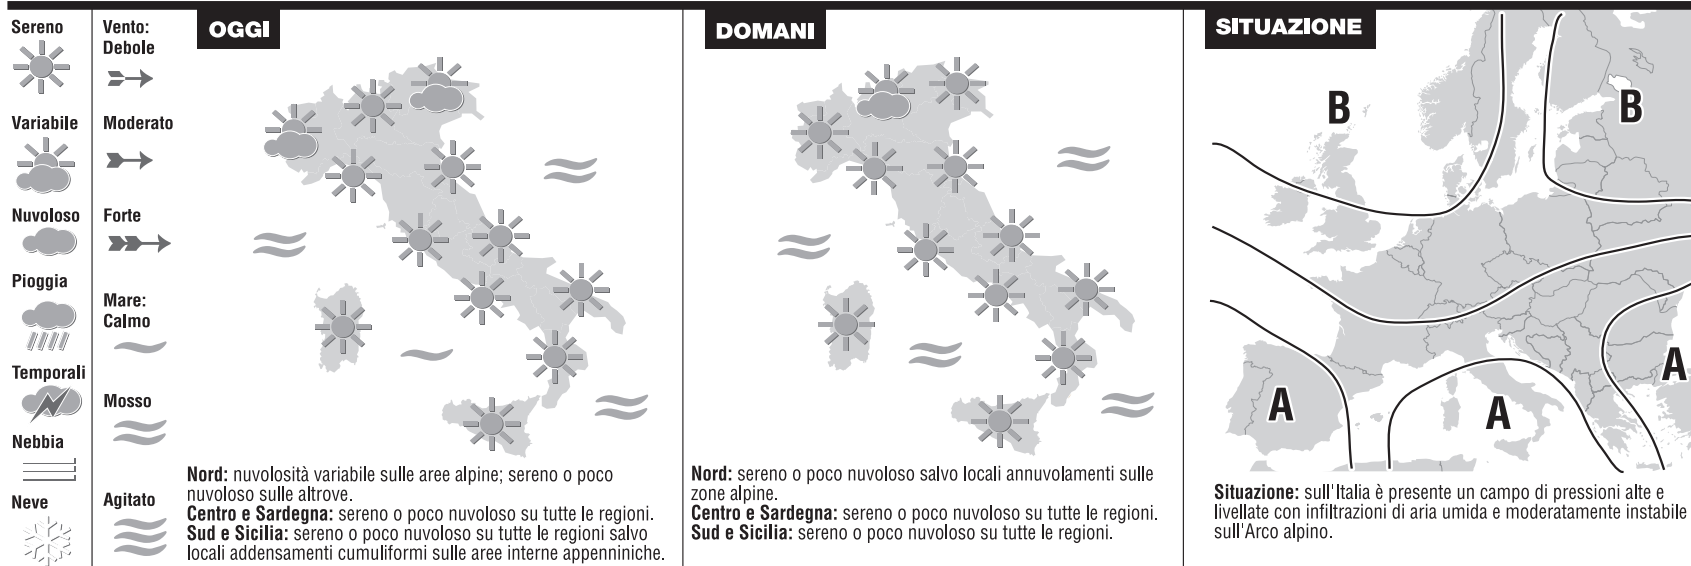 Sereno
Variabile
Nuvoloso
Pioggia
Temporali
Nebbia
Neve
Vento:
Debole
Moderato
Forte
Mare:
Calmo
Mosso
Agitato
OGGI
Nord: nuvolosità variabile sulle aree alpine; sereno o poco
nuvoloso sulle altrove.
Centro e Sardegna: sereno o poco nuvoloso su tutte le regioni.
Sud e Sicilia: sereno o poco nuvoloso su tutte le regioni salvo
locali addensamenti cumuliformi sulle aree interne appenniniche.
DOMANI
Nord: sereno o poco nuvoloso salvo locali annuvolamenti sulle
zone alpine.
Centro e Sardegna: sereno o poco nuvoloso su tutte le regioni.
Sud e Sicilia: sereno o poco nuvoloso su tutte le regioni.
SITUAZIONE
B
B
A
A
A
Situazione: sull'Italia è presente un campo di pressioni alte e
livellate con infiltrazioni di aria umida e moderatamente instabile
sull'Arco alpino.